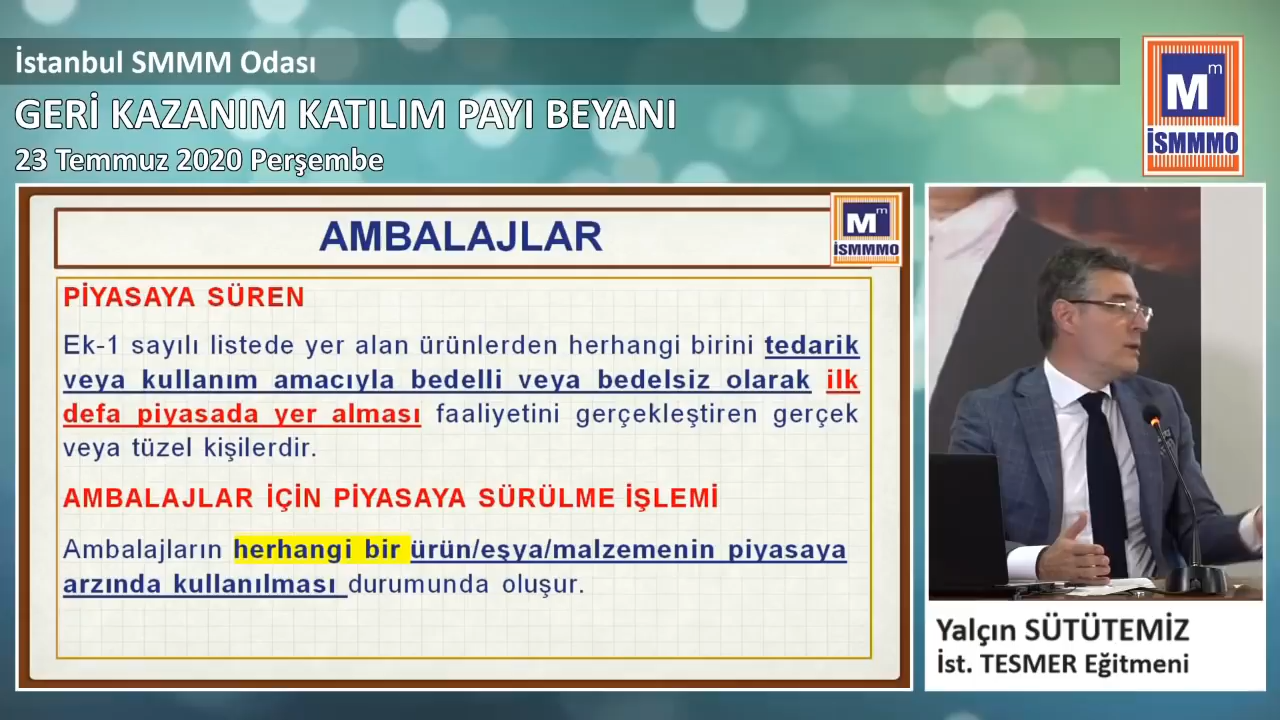 İstanbul SMMM Odası
GERİ KAZANIM KATILIM PAYI BEYANI
23 Temmuz 2020 Perşembe
Mm
İSMMMO
AMBALAJLAR
Mm
İSMMMO
PİYASAYA SÜREN
Ek-1 sayılı listede yer alan ürünlerden herhangi birini tedarik
veya kullanım amacıyla bedelli veya bedelsiz olarak ilk
defa piyasada yer alması faaliyetini gerçekleştiren gerçek
veya tüzel kişilerdir.
AMBALAJLAR İÇİN PİYASAYA SÜRÜLME İŞLEMİ
Ambalajların herhangi bir ürün/eşya/malzemenin piyasaya
arzında kullanılması durumunda oluşur.
Yalçın SÜTÜTEMİZ
İst. TESMER Eğitmeni